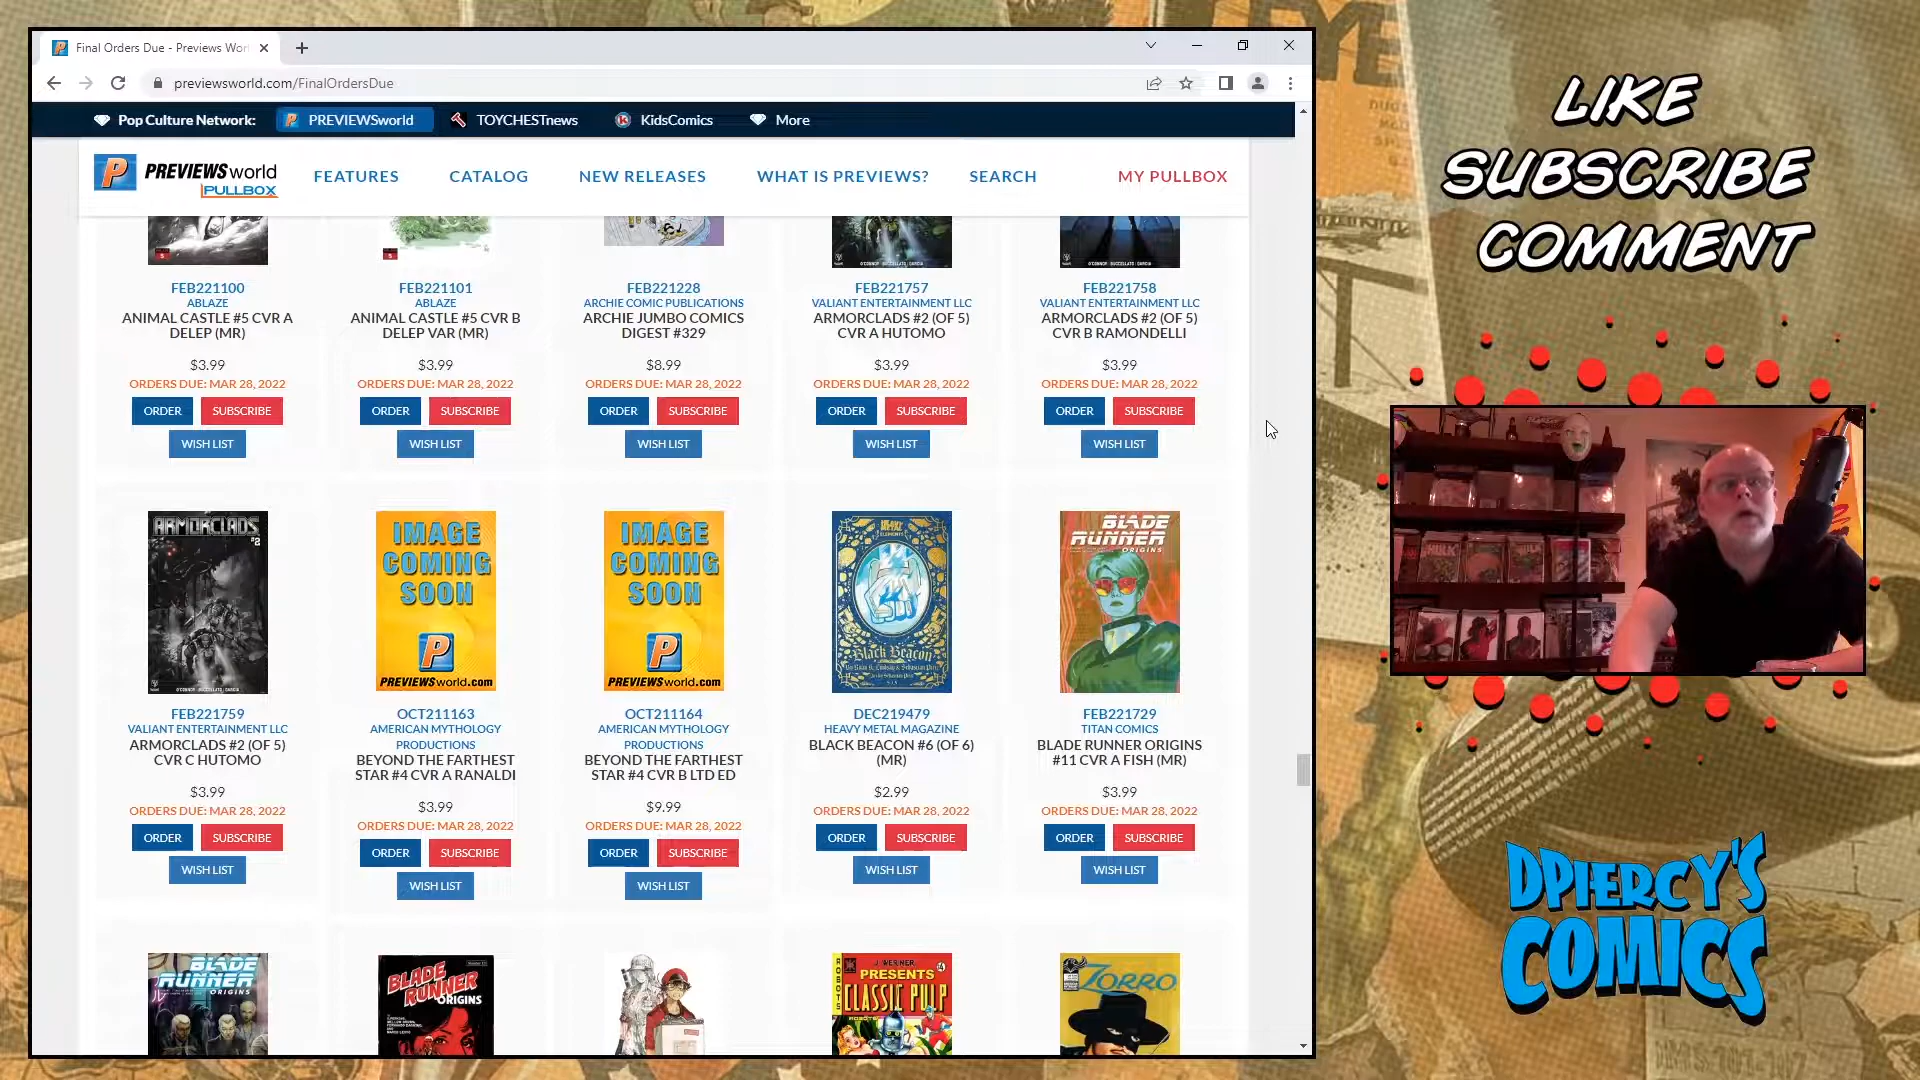 Final Orders Due - Previews Wor
previewsworld.com/FinalOrdersDue
Pop Culture Network:
PREVIEWSworld
TOYCHESTnews
KidsComics
More
PREVIEWSworld
PULLBOX
FEATURES
CATALOG
NEW RELEASES
WHAT IS PREVIEWS?
SEARCH
MY PULLBOX
FEB221100
ABLAZE
ANIMAL CASTLE #5 CVR A
DELEP (MR)
$3.99
ORDERS DUE: MAR 28, 2022
ORDER
SUBSCRIBE
WISH LIST
FEB221101
ABLAZE
ANIMAL CASTLE #5 CVR B
DELEP VAR (MR)
$3.99
ORDERS DUE: MAR 28, 2022
ORDER
SUBSCRIBE
WISH LIST
FEB221228
ARCHIE COMIC PUBLICATIONS
ARCHIE JUMBO COMICS
DIGEST #329
$8.99
ORDERS DUE: MAR 28, 2022
ORDER
SUBSCRIBE
WISH LIST
O'CONNOR BUCCELLATO GARCIA
FEB221757
VALIANT ENTERTAINMENT LLC
ARMORCLADS #2 (OF 5)
CVR A HUTOMO
$3.99
ORDERS DUE: MAR 28, 2022
ORDER
SUBSCRIBE
WISH LIST
O'CONNOR BUCCELLATO GARCIA
FEB221758
VALIANT ENTERTAINMENT LLC
ARMORCLADS #2 (OF 5)
CVR B RAMONDELLI
$3.99
ORDERS DUE: MAR 28, 2022
ORDER
SUBSCRIBE
WISH LIST
ARMORCLADS
#2
O'CONNOR BUCCELLATO GARCIA
FEB221759
VALIANT ENTERTAINMENT LLC
ARMORCLADS #2 (OF 5)
CVR C HUTOMO
$3.99
ORDERS DUE: MAR 28, 2022
ORDER
SUBSCRIBE
WISH LIST
IMAGE
COMING
SOON
PREVIEWSworld.com
OCT211163
AMERICAN MYTHOLOGY
PRODUCTIONS
BEYOND THE FARTHEST
STAR #4 CVR A RANALDI
$3.99
ORDERS DUE: MAR 28, 2022
ORDER
SUBSCRIBE
WISH LIST
IMAGE
COMING
SOON
PREVIEWSworld.com
OCT211164
AMERICAN MYTHOLOGY
PRODUCTIONS
BEYOND THE FARTHEST
STAR #4 CVR B LTD ED
$9.99
ORDERS DUE: MAR 28, 2022
ORDER
SUBSCRIBE
WISH LIST
Black Beacon
DEC219479
HEAVY METAL MAGAZINE
BLACK BEACON #6 (OF 6)
(MR)
$2.99
ORDERS DUE: MAR 28, 2022
ORDER
SUBSCRIBE
WISH LIST
BLADE
RUNNER
ORIGINS
FEB221729
TITAN COMICS
BLADE RUNNER ORIGINS
#11 CVR A FISH (MR)
$3.99
ORDERS DUE: MAR 28, 2022
ORDER
SUBSCRIBE
WISH LIST
BLADE
RUNNER
ORIGINS
BLADE
RUNNER
ORIGINS
J. WERNER
PRESENTS
CLASSIC PULP
ROBOTS
ZORRO
LIKE
SUBSCRIBE
COMMENT
DPIERCY'S
COMICS